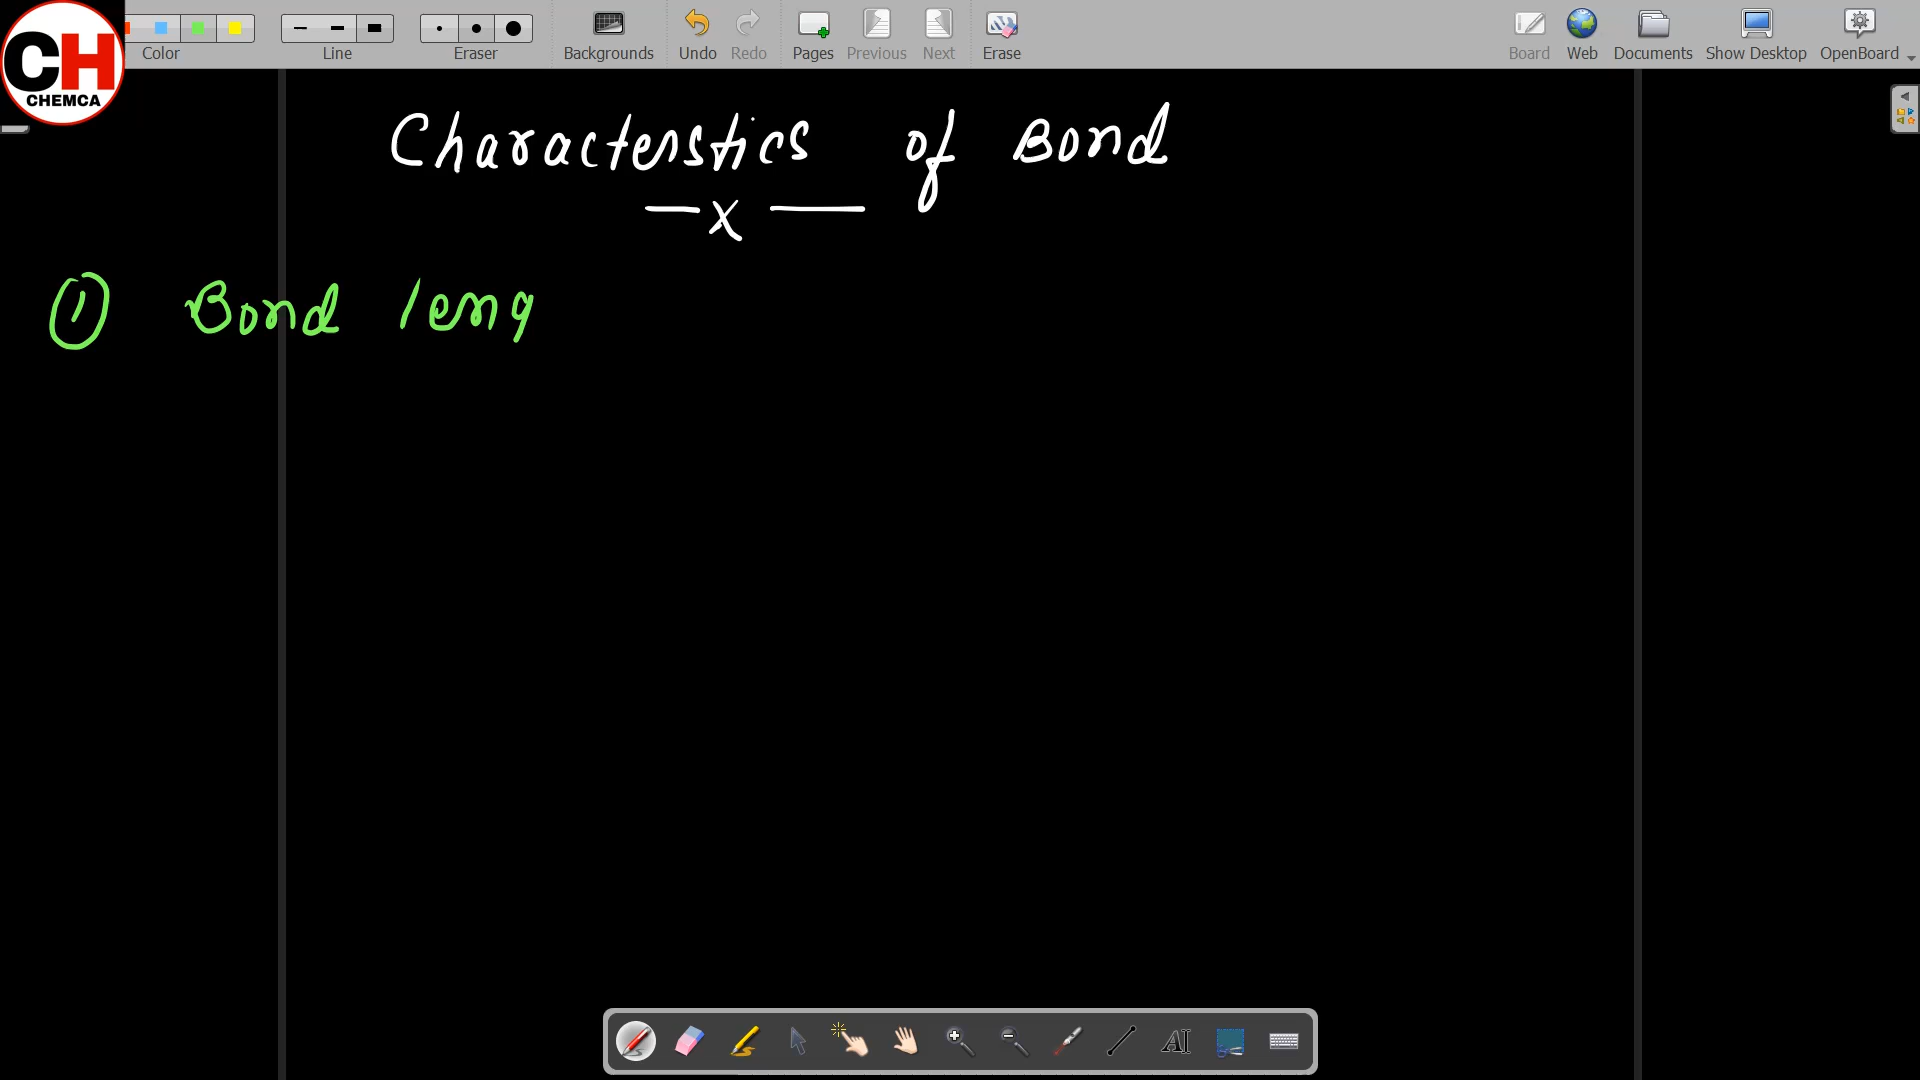 CH
CHEMCA
Color Line Eraser Backgrounds Undo Redo Pages Previous Next Erase Board Web Documents Show Desktop OpenBoard
Characterstics of Bond
— x —
① Bond leng
AI